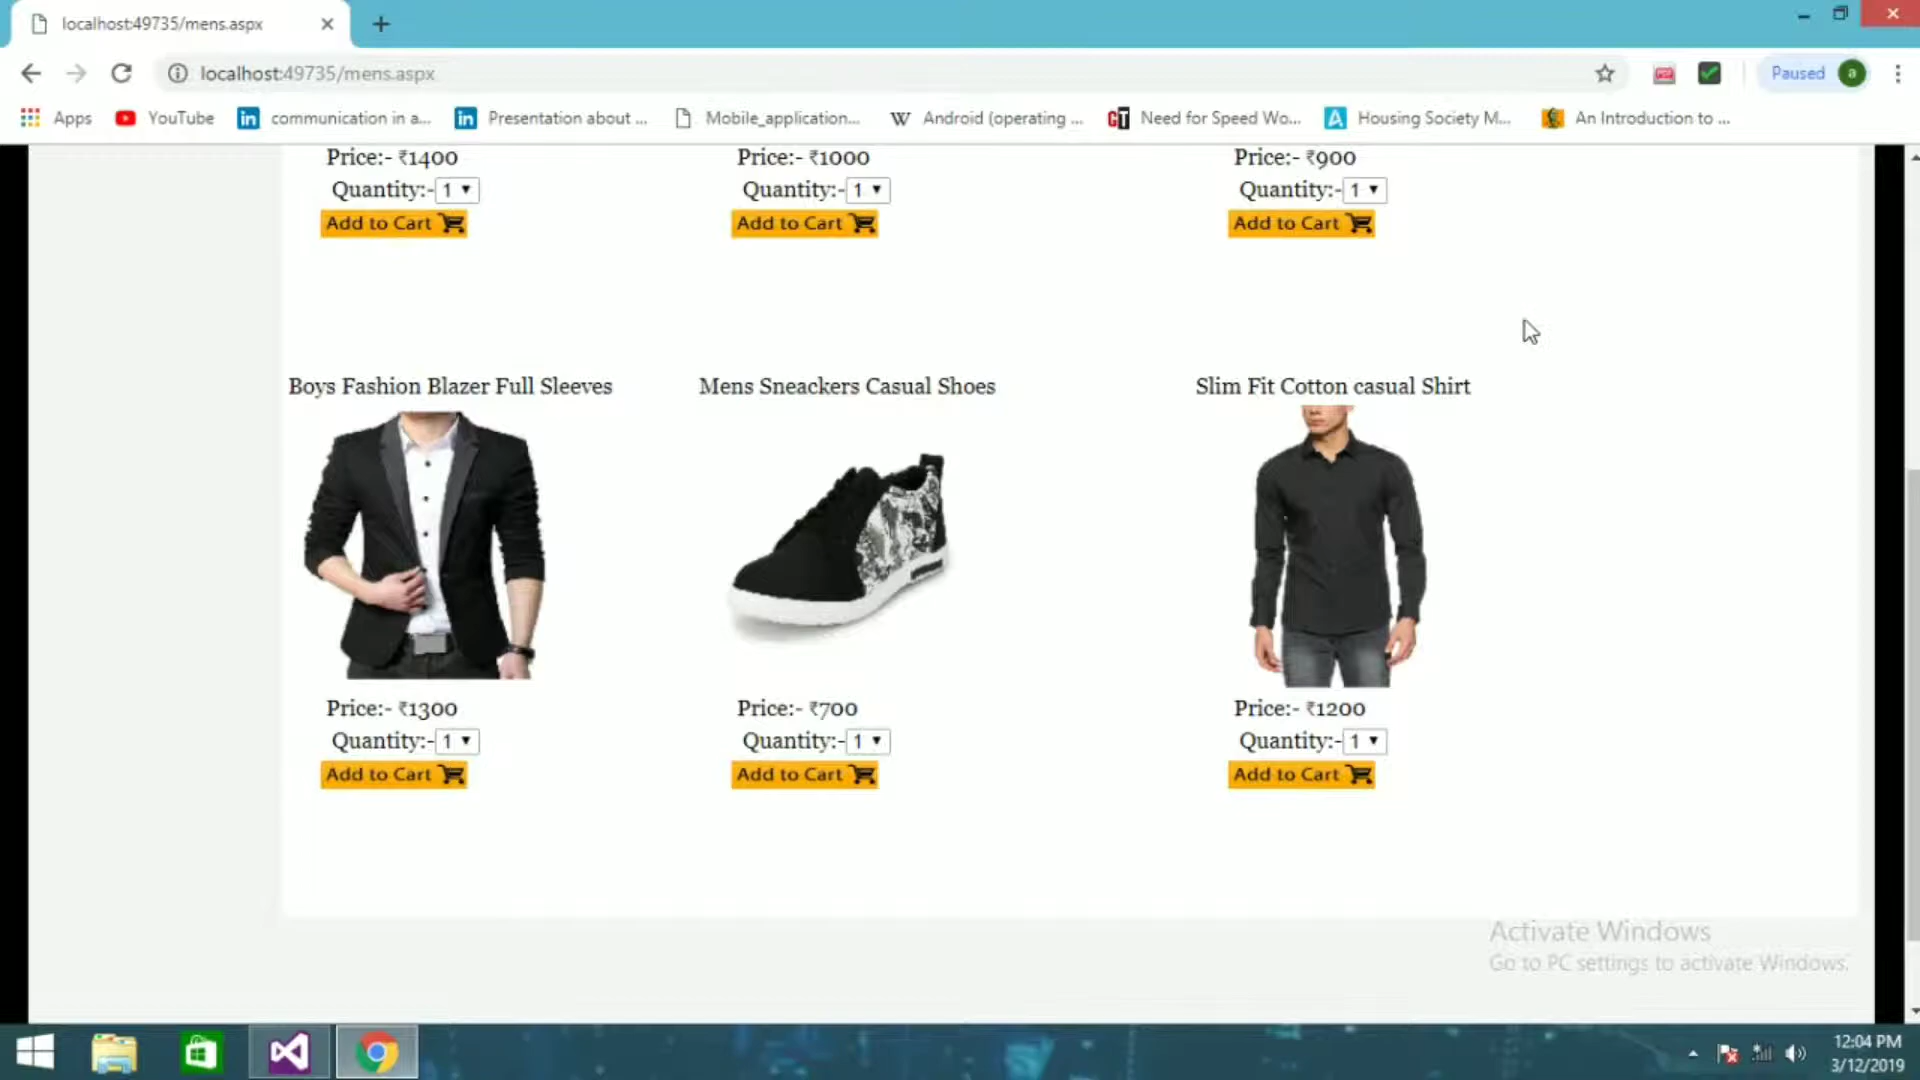 localhost:49735/mens.aspx
localhost:49735/mens.aspx
Paused a
Apps YouTube communication in a... Presentation about ... Mobile_application... Android (operating ... Need for Speed Wo... Housing Society M... An Introduction to ...
Price:- ₹1400 Price:- ₹1000 Price:- ₹900
Quantity:- 1 Quantity:- 1 Quantity:- 1
Add to Cart Add to Cart Add to Cart
Boys Fashion Blazer Full Sleeves Mens Sneackers Casual Shoes Slim Fit Cotton casual Shirt
Price:- ₹1300 Price:- ₹700 Price:- ₹1200
Quantity:- 1 Quantity:- 1 Quantity:- 1
Add to Cart Add to Cart Add to Cart
Activate Windows
Go to PC settings to activate Windows.
12:04 PM
3/12/2019